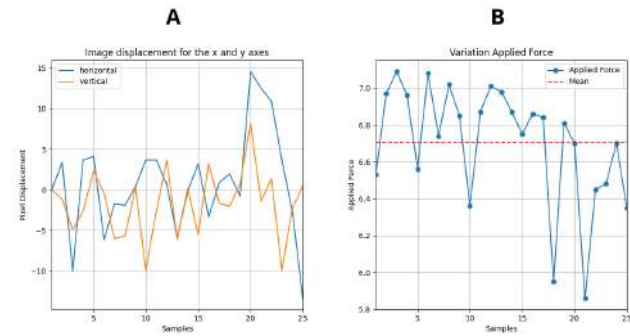 A
Image displacement for the x and y axes
horizontal
vertical
Pixel Displacement
15
10
5
0
−5
−10
5
10
15
20
25
Samples
B
Variation Applied Force
Applied Force
Mean
Applied Force
7.0
6.8
6.6
6.4
6.2
6.0
5.8
5
10
15
20
25
Samples